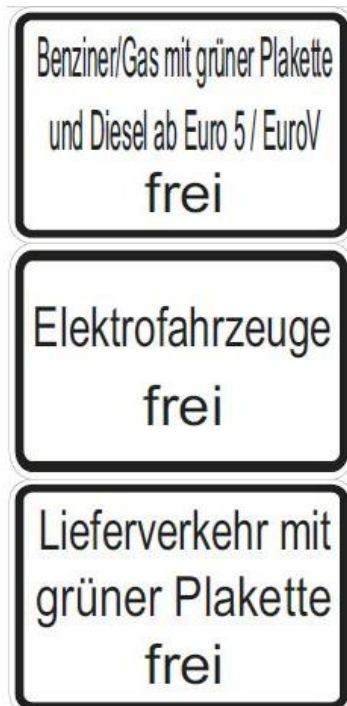 Benziner/Gas mit grüner Plakette
und Diesel ab Euro 5 / EuroV
frei
Elektrofahrzeuge
frei
Lieferverkehr mit
grüner Plakette
frei